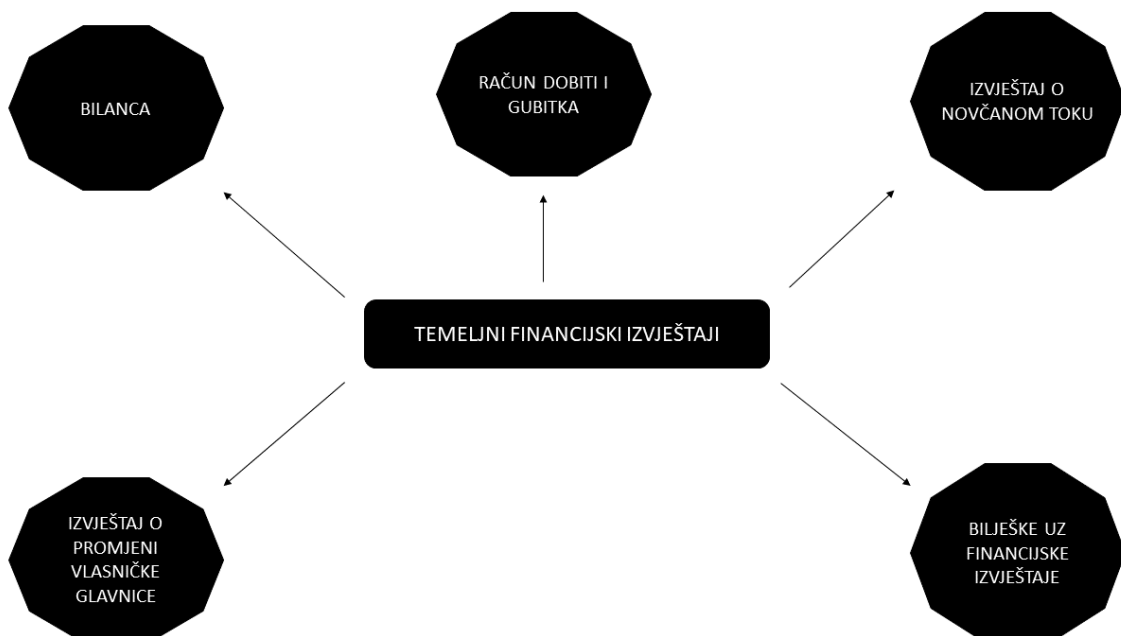 BILANCA
RAČUN DOBITI I
GUBITKA
IZVJEŠTAJ O
NOVČANOM TOKU
TEMELJNI FINANCIJSKI IZVJEŠTAJI
IZVJEŠTAJ O
PROMJENI
VLASNIČKE
GLAVNICE
BILJEŠKE UZ
FINANCIJSKE
IZVJEŠTAJE